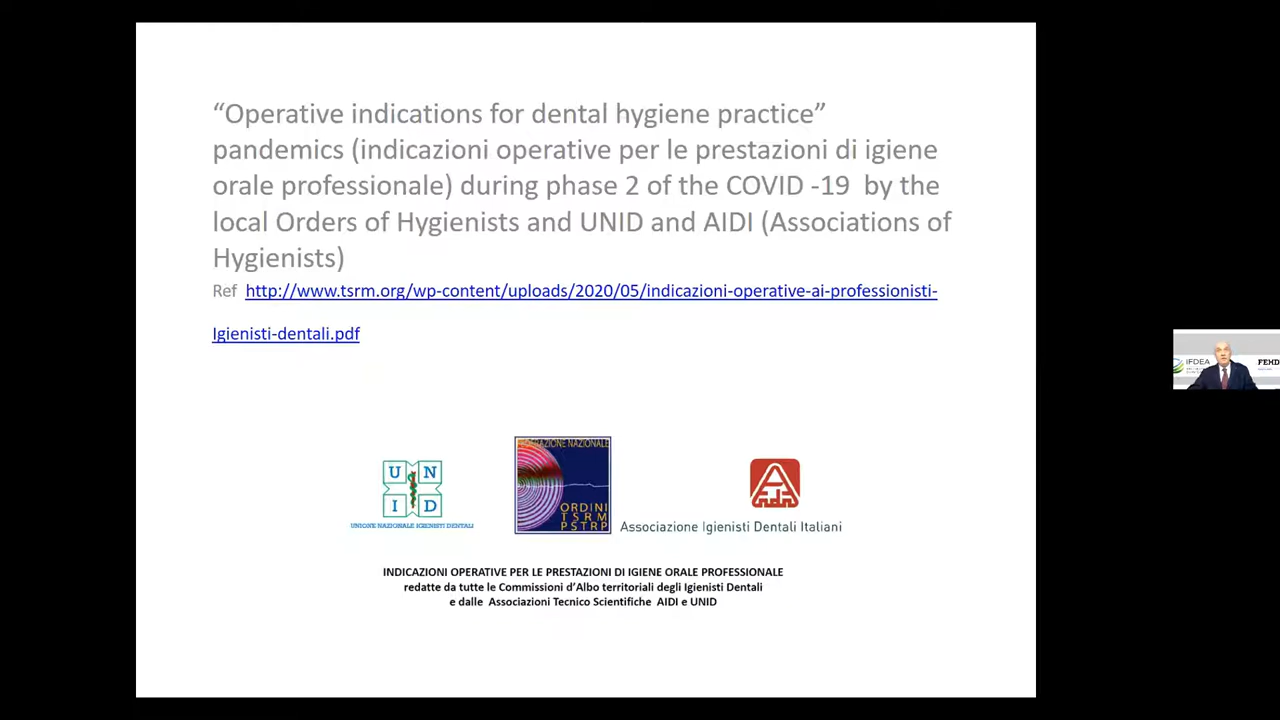 “Operative indications for dental hygiene practice”
pandemics (indicazioni operative per le prestazioni di igiene
orale professionale) during phase 2 of the COVID -19  by the
local Orders of Hygienists and UNID and AIDI (Associations of
Hygienists)
Ref  http://www.tsrm.org/wp-content/uploads/2020/05/indicazioni-operative-ai-professionisti-
Igienisti-dentali.pdf
U N
I D
UNIONE NAZIONALE IGIENISTI DENTALI
NAZIONALE
ORDINI
TSRM
PSTRP
Associazione Igienisti Dentali Italiani
INDICAZIONI OPERATIVE PER LE PRESTAZIONI DI IGIENE ORALE PROFESSIONALE
redatte da tutte le Commissioni d’Albo territoriali degli Igienisti Dentali
e dalle  Associazioni Tecnico Scientifiche  AIDI e UNID
IFDEA
FEHD